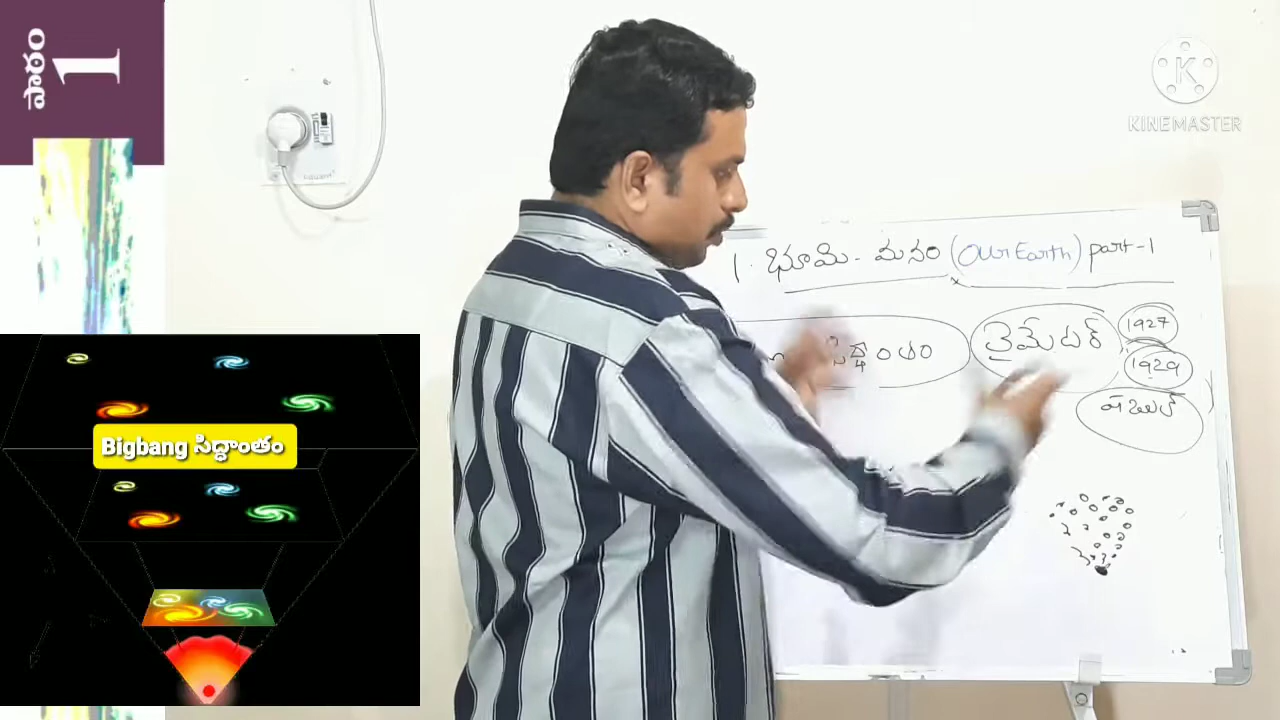 పాఠం
1
KINEMASTER
1. భూమి - మనం (Our Earth) part-1
సిద్ధాంతం
లైమేటర్
1927
1929
హబుల్
Bigbang సిద్ధాంతం